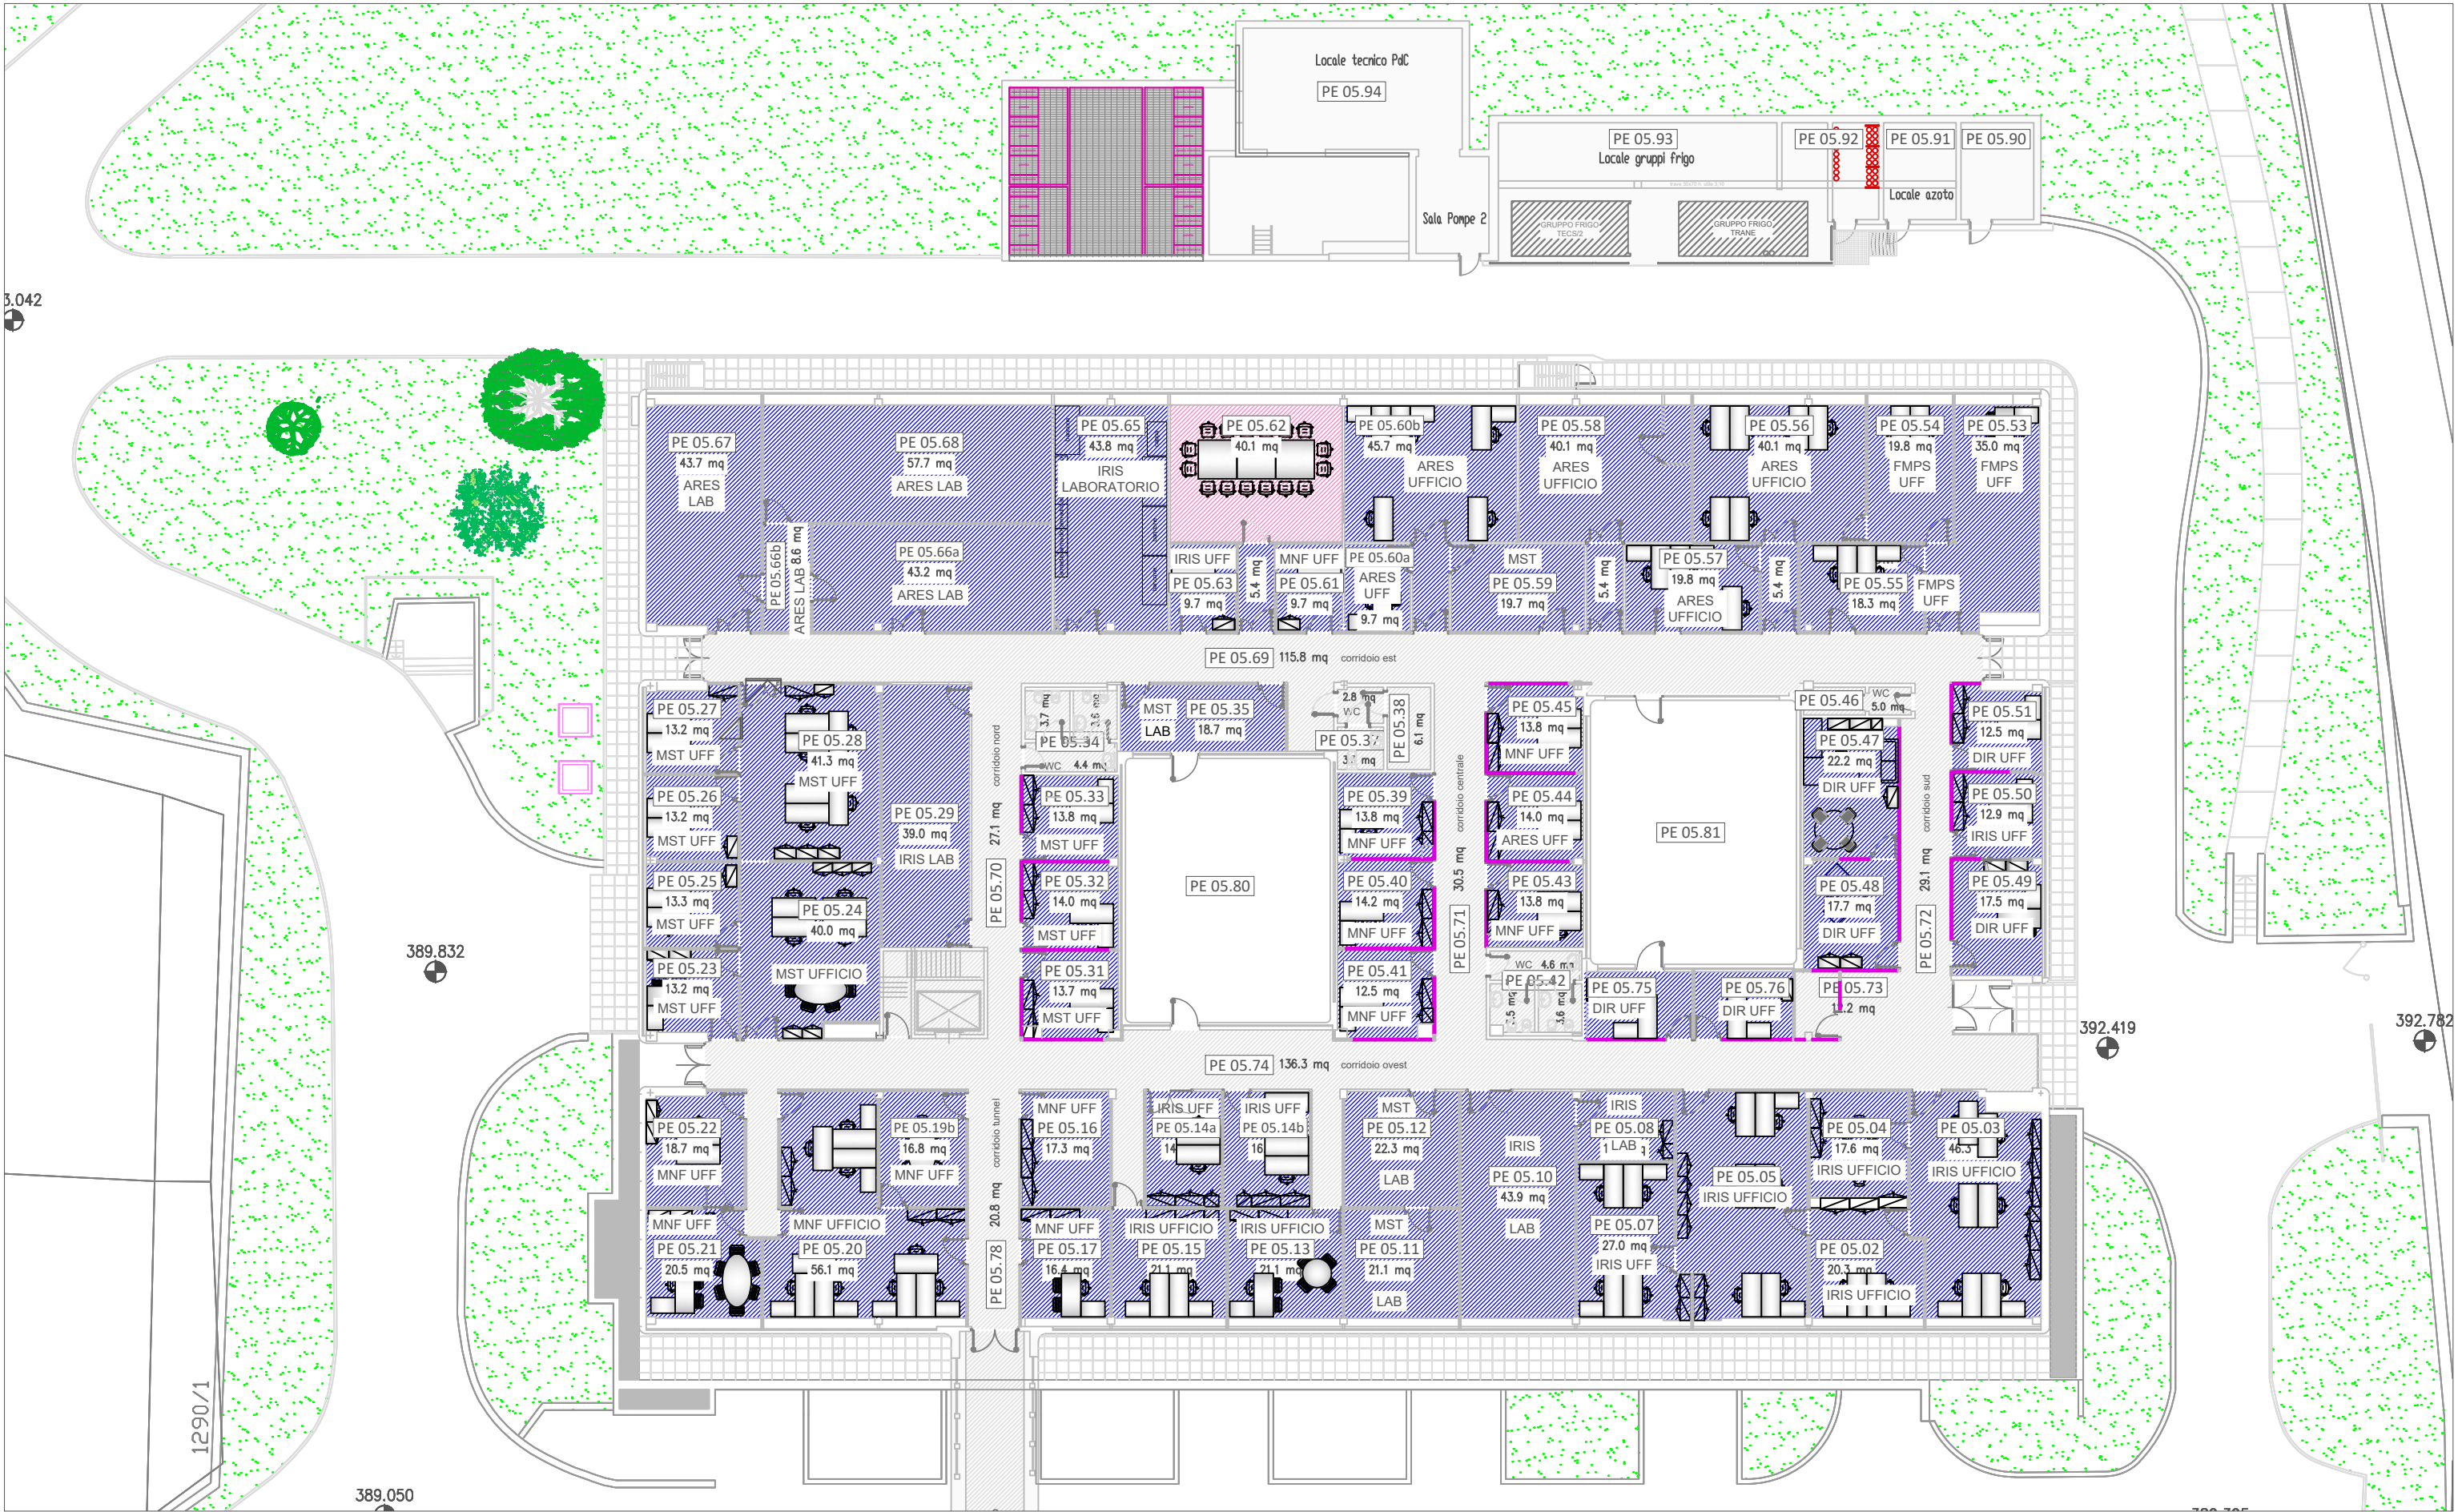 Locale tecnico PdC
PE 05.94
PE 05.93
Locale gruppi frigo
PE 05.92
PE 05.91
PE 05.90
Locale azoto
Sala Pompe 2
GRUPPO FRIGO
TECS/2
GRUPPO FRIGO
TRANE
3.042
PE 05.67
43.7 mq
ARES
LAB
PE 05.68
57.7 mq
ARES LAB
PE 05.65
43.8 mq
IRIS
LABORATORIO
PE 05.62
40.1 mq
PE 05.60b
45.7 mq
ARES
UFFICIO
PE 05.58
40.1 mq
ARES
UFFICIO
PE 05.56
40.1 mq
ARES
UFFICIO
PE 05.54
19.8 mq
FMPS
UFF
PE 05.53
35.0 mq
FMPS
UFF
PE 05.66b
ARES LAB 8.6 mq
PE 05.66a
43.2 mq
ARES LAB
IRIS UFF
PE 05.63
9.7 mq
5.4 mq
MNF UFF
PE 05.61
9.7 mq
PE 05.60a
ARES
UFF
9.7 mq
MST
PE 05.59
19.7 mq
5.4 mq
PE 05.57
19.8 mq
ARES
UFFICIO
5.4 mq
PE 05.55
18.3 mq
FMPS
UFF
PE 05.69 115.8 mq corridoio est
PE 05.27
13.2 mq
MST UFF
PE 05.28
41.3 mq
MST UFF
PE 05.26
13.2 mq
MST UFF
PE 05.29
39.0 mq
IRIS LAB
PE 05.25
13.3 mq
MST UFF
PE 05.24
40.0 mq
MST UFFICIO
PE 05.23
13.2 mq
MST UFF
PE 05.70 27.1 mq corridoio nord
3.7 mq
PE 05.34
WC 4.4 mq
PE 05.33
13.8 mq
MST UFF
PE 05.32
14.0 mq
MST UFF
PE 05.31
13.7 mq
MST UFF
MST
LAB
PE 05.35
18.7 mq
PE 05.80
2.8 mq
WC
PE 05.37
PE 05.38
6.1 mq
PE 05.39
13.8 mq
MNF UFF
PE 05.40
14.2 mq
MNF UFF
PE 05.41
12.5 mq
MNF UFF
PE 05.71 30.5 mq corridoio centrale
PE 05.45
13.8 mq
MNF UFF
PE 05.44
14.0 mq
ARES UFF
PE 05.43
13.8 mq
MNF UFF
WC 4.6 mq
PE 05.42
3.6 mq
PE 05.81
PE 05.75
DIR UFF
PE 05.76
DIR UFF
PE 05.73
PE 05.46
WC
5.0 mq
PE 05.47
22.2 mq
DIR UFF
PE 05.48
17.7 mq
DIR UFF
PE 05.72 29.1 mq corridoio sud
PE 05.51
12.5 mq
DIR UFF
PE 05.50
12.9 mq
IRIS UFF
PE 05.49
17.5 mq
DIR UFF
389.832
392.419
392.782
PE 05.74 136.3 mq corridoio ovest
PE 05.22
18.7 mq
MNF UFF
PE 05.19b
16.8 mq
MNF UFF
MNF UFF
PE 05.21
20.5 mq
MNF UFFICIO
PE 05.20
56.1 mq
PE 05.78 20.8 mq corridoio tunnel
MNF UFF
PE 05.16
17.3 mq
MNF UFF
PE 05.17
16.4 mq
IRIS UFF
PE 05.14a
14
IRIS UFF
PE 05.14b
16
IRIS UFFICIO
PE 05.15
21.1 mq
IRIS UFFICIO
PE 05.13
21.1 mq
MST
PE 05.12
22.3 mq
LAB
MST
PE 05.11
21.1 mq
LAB
IRIS
PE 05.10
43.9 mq
LAB
IRIS
PE 05.08
LAB
PE 05.07
27.0 mq
IRIS UFF
PE 05.05
IRIS UFFICIO
PE 05.04
17.6 mq
IRIS UFFICIO
PE 05.03
46.3
IRIS UFFICIO
PE 05.02
20.3 mq
IRIS UFFICIO
1290/1
389.050